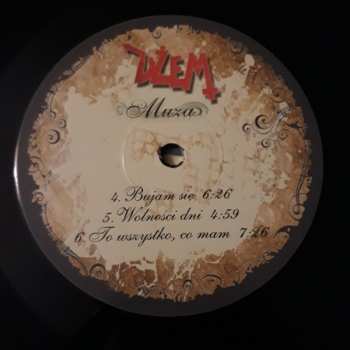 DŻEM
Muza
4. Bujam się 6:26
5. Wolności dni 4:59
6. To wszystko, co mam 7:26